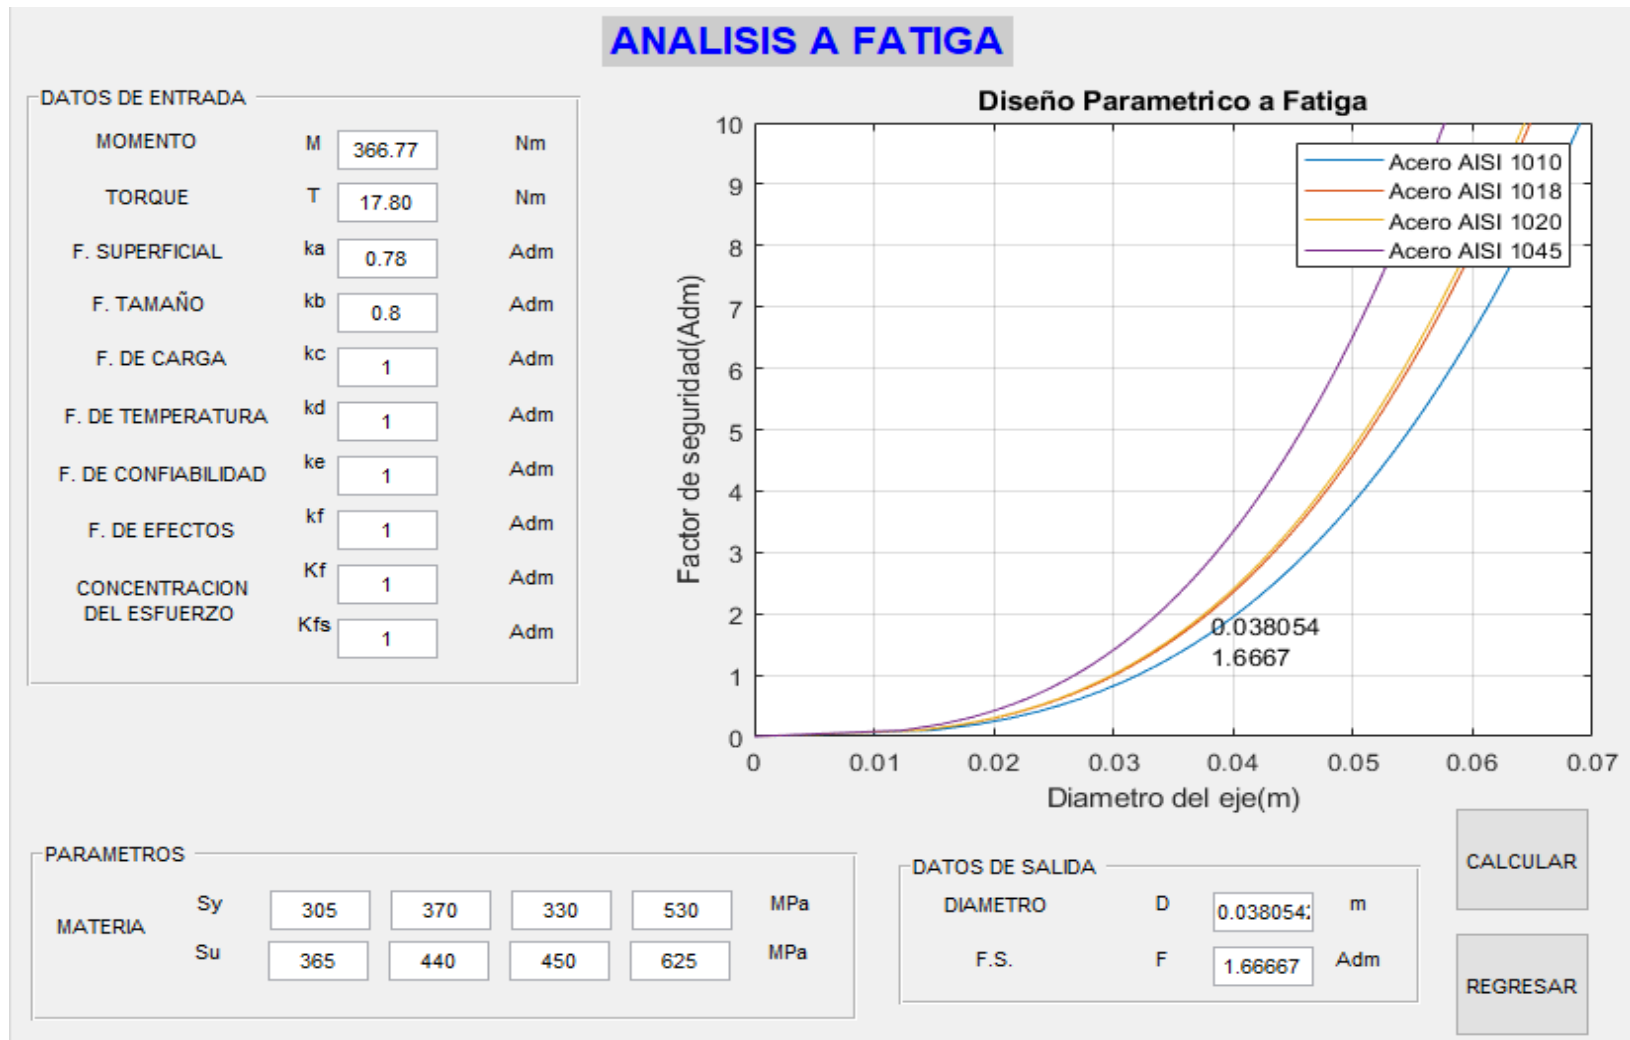 ANALISIS A FATIGA
DATOS DE ENTRADA
MOMENTO M 366.77 Nm
TORQUE T 17.80 Nm
F. SUPERFICIAL ka 0.78 Adm
F. TAMAÑO kb 0.8 Adm
F. DE CARGA kc 1 Adm
F. DE TEMPERATURA kd 1 Adm
F. DE CONFIABILIDAD ke 1 Adm
F. DE EFECTOS kf 1 Adm
CONCENTRACION
DEL ESFUERZO
Kf 1 Adm
Kfs 1 Adm
Diseño Parametrico a Fatiga
Factor de seguridad(Adm)
10
9
8
7
6
5
4
3
2
1
0
Acero AISI 1010
Acero AISI 1018
Acero AISI 1020
Acero AISI 1045
0.038054
1.6667
0 0.01 0.02 0.03 0.04 0.05 0.06 0.07
Diametro del eje(m)
PARAMETROS
MATERIA
Sy 305 370 330 530 MPa
Su 365 440 450 625 MPa
DATOS DE SALIDA
DIAMETRO D 0.038054 m
F.S. F 1.66667 Adm
CALCULAR
REGRESAR